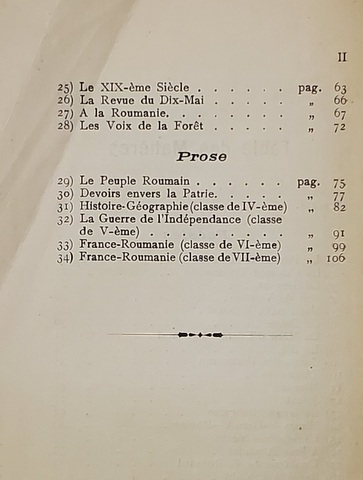 II
25) Le XIX-ème Siècle . . . . . . pag. 63
26) La Revue du Dix-Mai . . . . . „ 66
27) A la Roumanie. . . . . . . . „ 67
28) Les Voix de la Forêt . . . . . „ 72
Prose
29) Le Peuple Roumain . . . . . . pag. 75
30) Devoirs envers la Patrie. . . . . „ 77
31) Histoire-Géographie (classe de IV-ème) „ 82
32) La Guerre de l'Indépendance (classe
de V-ème) . . . . . . . . . „ 91
33) France-Roumanie (classe de VI-ème) „ 99
34) France-Roumanie (classe de VII-ème) „ 106